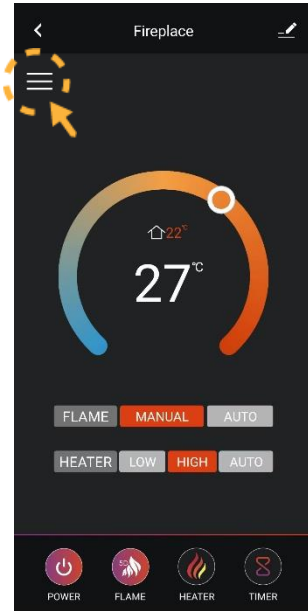 Fireplace
22°C
27°C
FLAME MANUAL AUTO
HEATER LOW HIGH AUTO
POWER FLAME HEATER TIMER